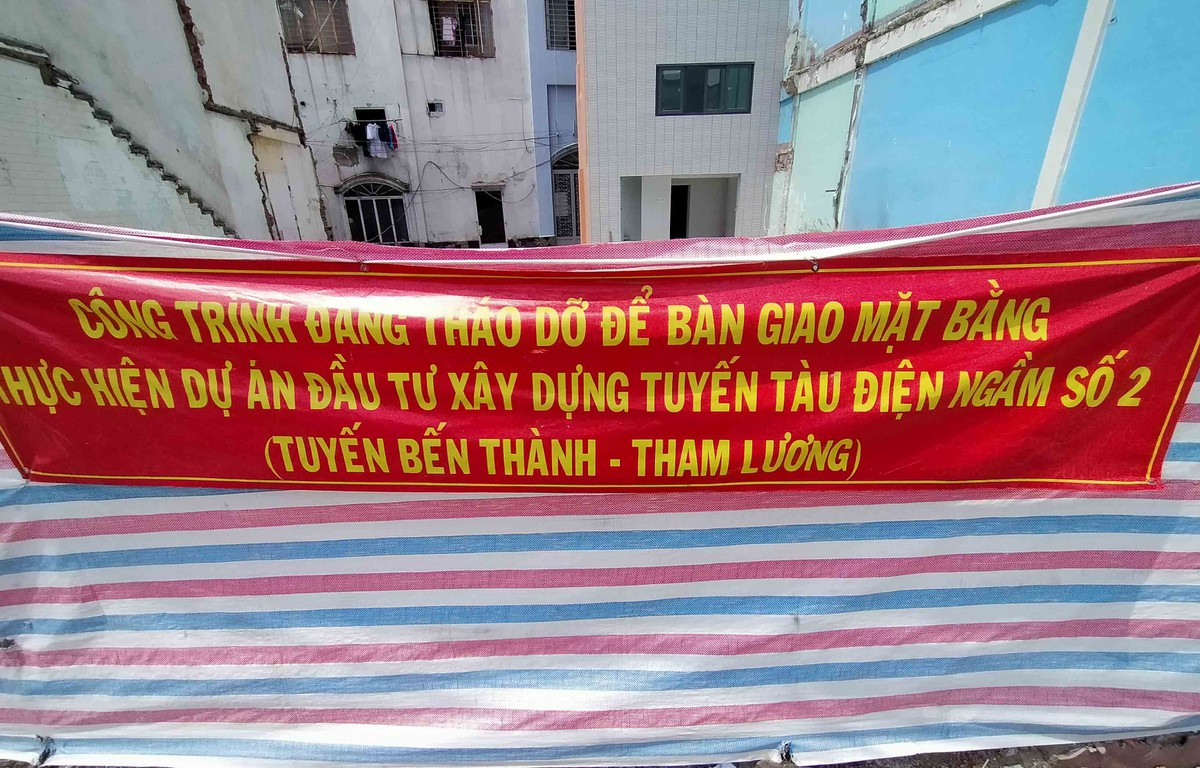 CÔNG TRÌNH ĐANG THÁO DỠ ĐỂ BÀN GIAO MẶT BẰNG
THỰC HIỆN DỰ ÁN ĐẦU TƯ XÂY DỰNG TUYẾN TÀU ĐIỆN NGẦM SỐ 2
(TUYẾN BẾN THÀNH - THAM LƯƠNG)